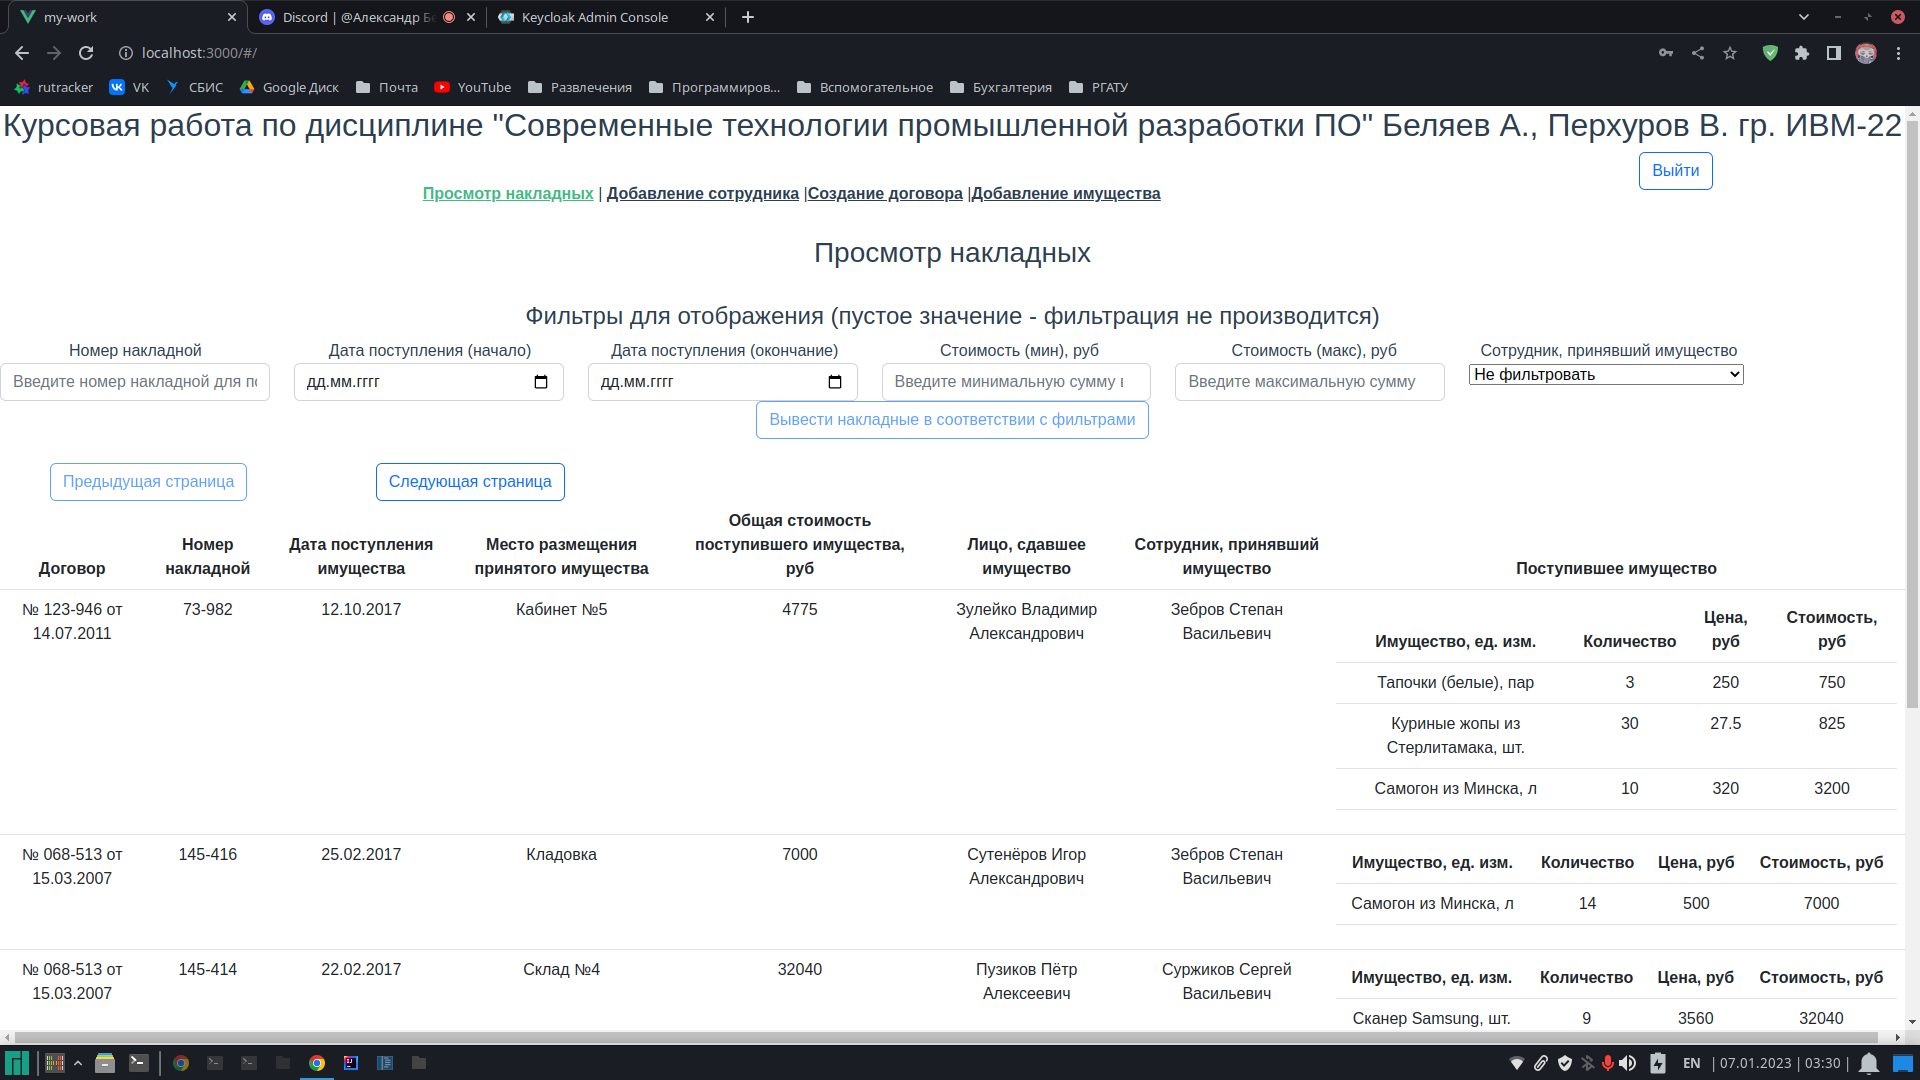 my-work
Discord | @Александр Бе
Keycloak Admin Console
localhost:3000/#/
rutracker
VK
СБИС
Google Диск
Почта
YouTube
Развлечения
Программиров...
Вспомогательное
Бухгалтерия
РГАТУ
Курсовая работа по дисциплине "Современные технологии промышленной разработки ПО" Беляев А., Перхуров В. гр. ИВМ-22
Выйти
Просмотр накладных | Добавление сотрудника |Создание договора |Добавление имущества
Просмотр накладных
Фильтры для отображения (пустое значение - фильтрация не производится)
Номер накладной
Дата поступления (начало)
Дата поступления (окончание)
Стоимость (мин), руб
Стоимость (макс), руб
Сотрудник, принявший имущество
Введите номер накладной для по
дд.мм.гггг
дд.мм.гггг
Введите минимальную сумму в
Введите максимальную сумму
Не фильтровать
Вывести накладные в соответствии с фильтрами
Предыдущая страница
Следующая страница
Договор
Номер
накладной
Дата поступления
имущества
Место размещения
принятого имущества
Общая стоимость
поступившего имущества,
руб
Лицо, сдавшее
имущество
Сотрудник, принявший
имущество
Поступившее имущество
№ 123-946 от
14.07.2011
73-982
12.10.2017
Кабинет №5
4775
Зулейко Владимир
Александрович
Зебров Степан
Васильевич
Имущество, ед. изм.
Количество
Цена,
руб
Стоимость,
руб
Тапочки (белые), пар
3
250
750
Куриные жопы из
Стерлитамака, шт.
30
27.5
825
Самогон из Минска, л
10
320
3200
№ 068-513 от
15.03.2007
145-416
25.02.2017
Кладовка
7000
Сутенёров Игор
Александрович
Зебров Степан
Васильевич
Имущество, ед. изм.
Количество
Цена, руб
Стоимость, руб
Самогон из Минска, л
14
500
7000
№ 068-513 от
15.03.2007
145-414
22.02.2017
Склад №4
32040
Пузиков Пётр
Алексеевич
Суржиков Сергей
Васильевич
Имущество, ед. изм.
Количество
Цена, руб
Стоимость, руб
Сканер Samsung, шт.
9
3560
32040
EN | 07.01.2023 | 03:30 |